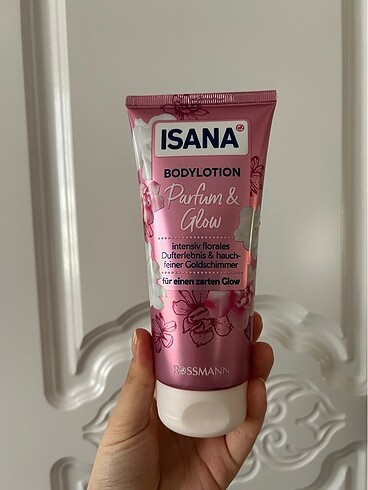 ISANA
BODYLOTION
Parfum &
Glow
intensiv florales
Dufterlebnis & hauch-
feiner Goldschimmer
für einen zarten Glow
ROSSMANN